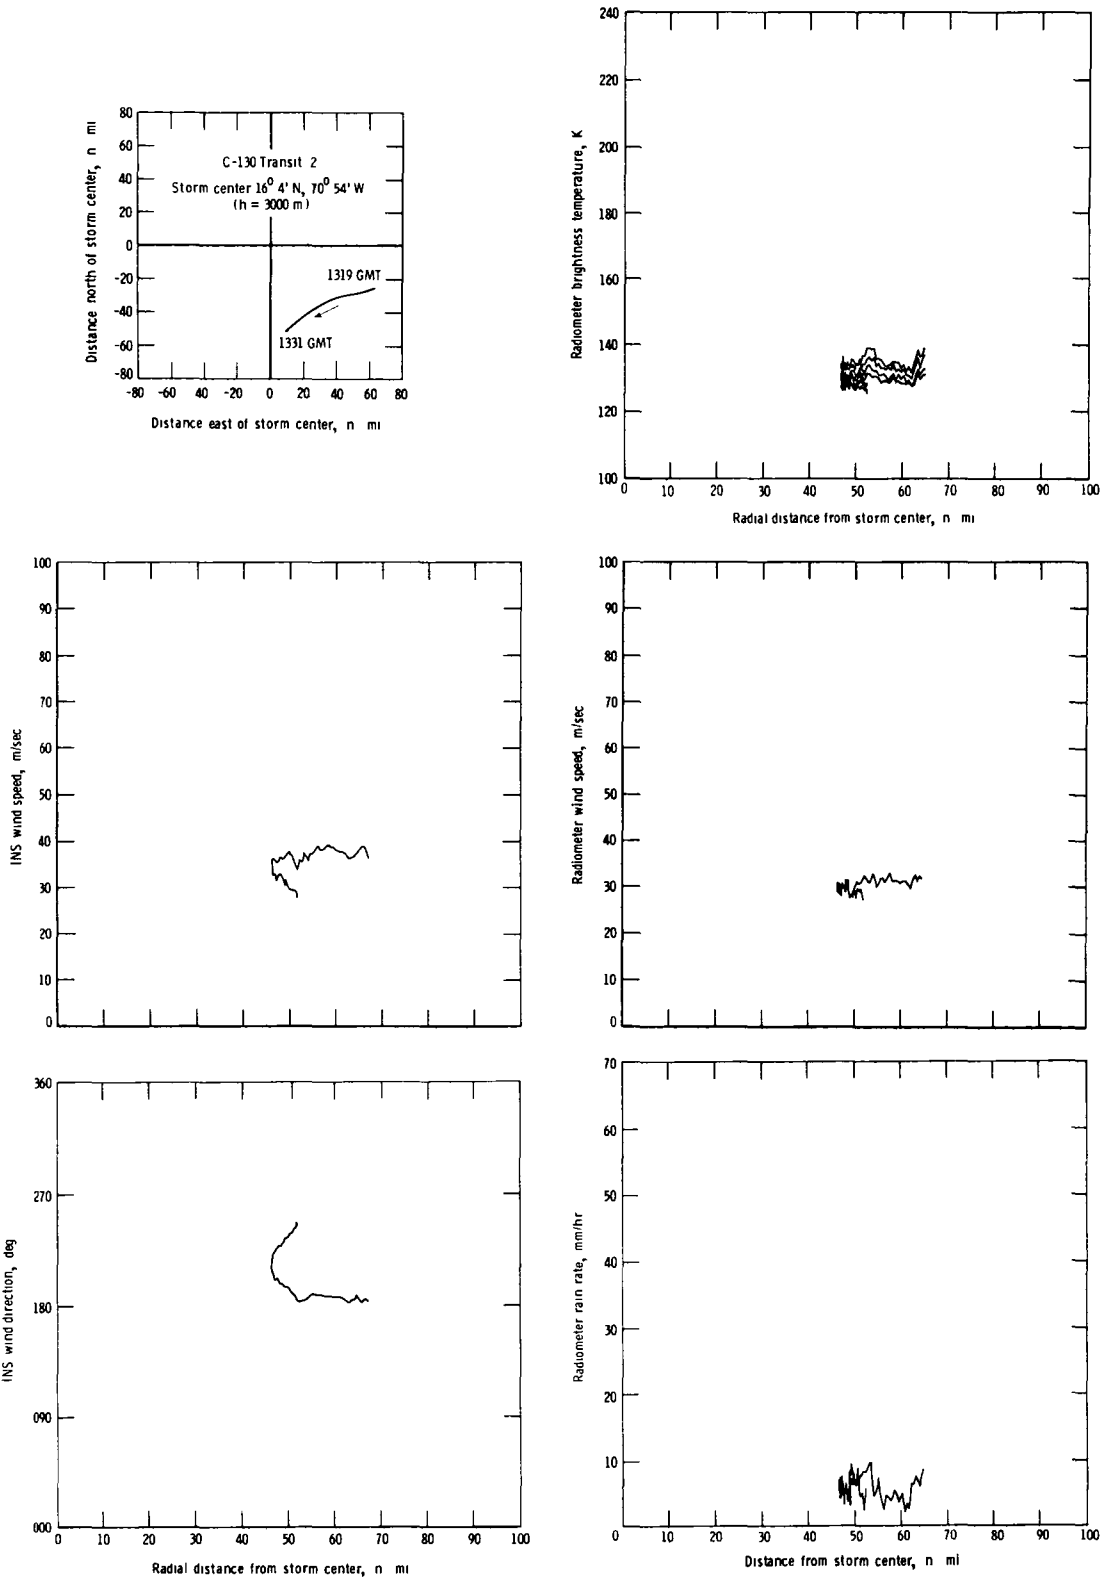 80
60
40
20
0
-20
-40
-60
-80
Distance north of storm center, n mi
C-130 Transit 2
Storm center 16° 4' N, 70° 54' W
(h = 3000 m)
1319 GMT
1331 GMT
-80 -60 -40 -20 0 20 40 60 80
Distance east of storm center, n mi
240
220
200
180
160
140
120
100
Radiometer brightness temperature, K
0 10 20 30 40 50 60 70 80 90 100
Radial distance from storm center, n mi
100
90
80
70
60
50
40
30
20
10
0
INS wind speed, m/sec
100
90
80
70
60
50
40
30
20
10
0
Radiometer wind speed, m/sec
360
270
180
090
000
INS wind direction, deg
0 10 20 30 40 50 60 70 80 90 100
Radial distance from storm center, n mi
70
60
50
40
30
20
10
0
Radiometer rain rate, mm/hr
10 20 30 40 50 60 70 80 90 100
Distance from storm center, n mi